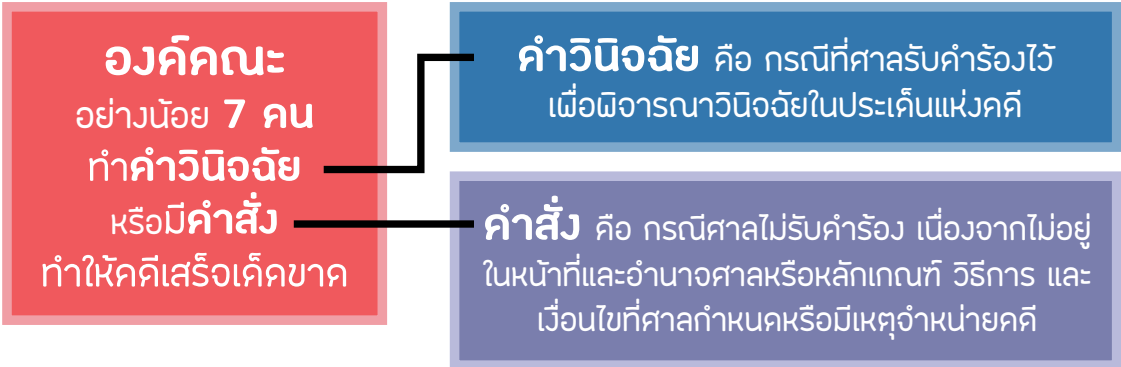 องค์คณะ
อย่างน้อย 7 คน
ทำคำวินิจฉัย
หรือมีคำสั่ง
ทำให้คดีเสร็จเด็ดขาด
คำวินิจฉัย คือ กรณีที่ศาลรับคำร้องไว้
เพื่อพิจารณาวินิจฉัยในประเด็นแห่งคดี
คำสั่ง คือ กรณีศาลไม่รับคำร้อง เนื่องจากไม่อยู่
ในหน้าที่และอำนาจศาลหรือหลักเกณฑ์ วิธีการ และ
เงื่อนไขที่ศาลกำหนดหรือมีเหตุจำหน่ายคดี